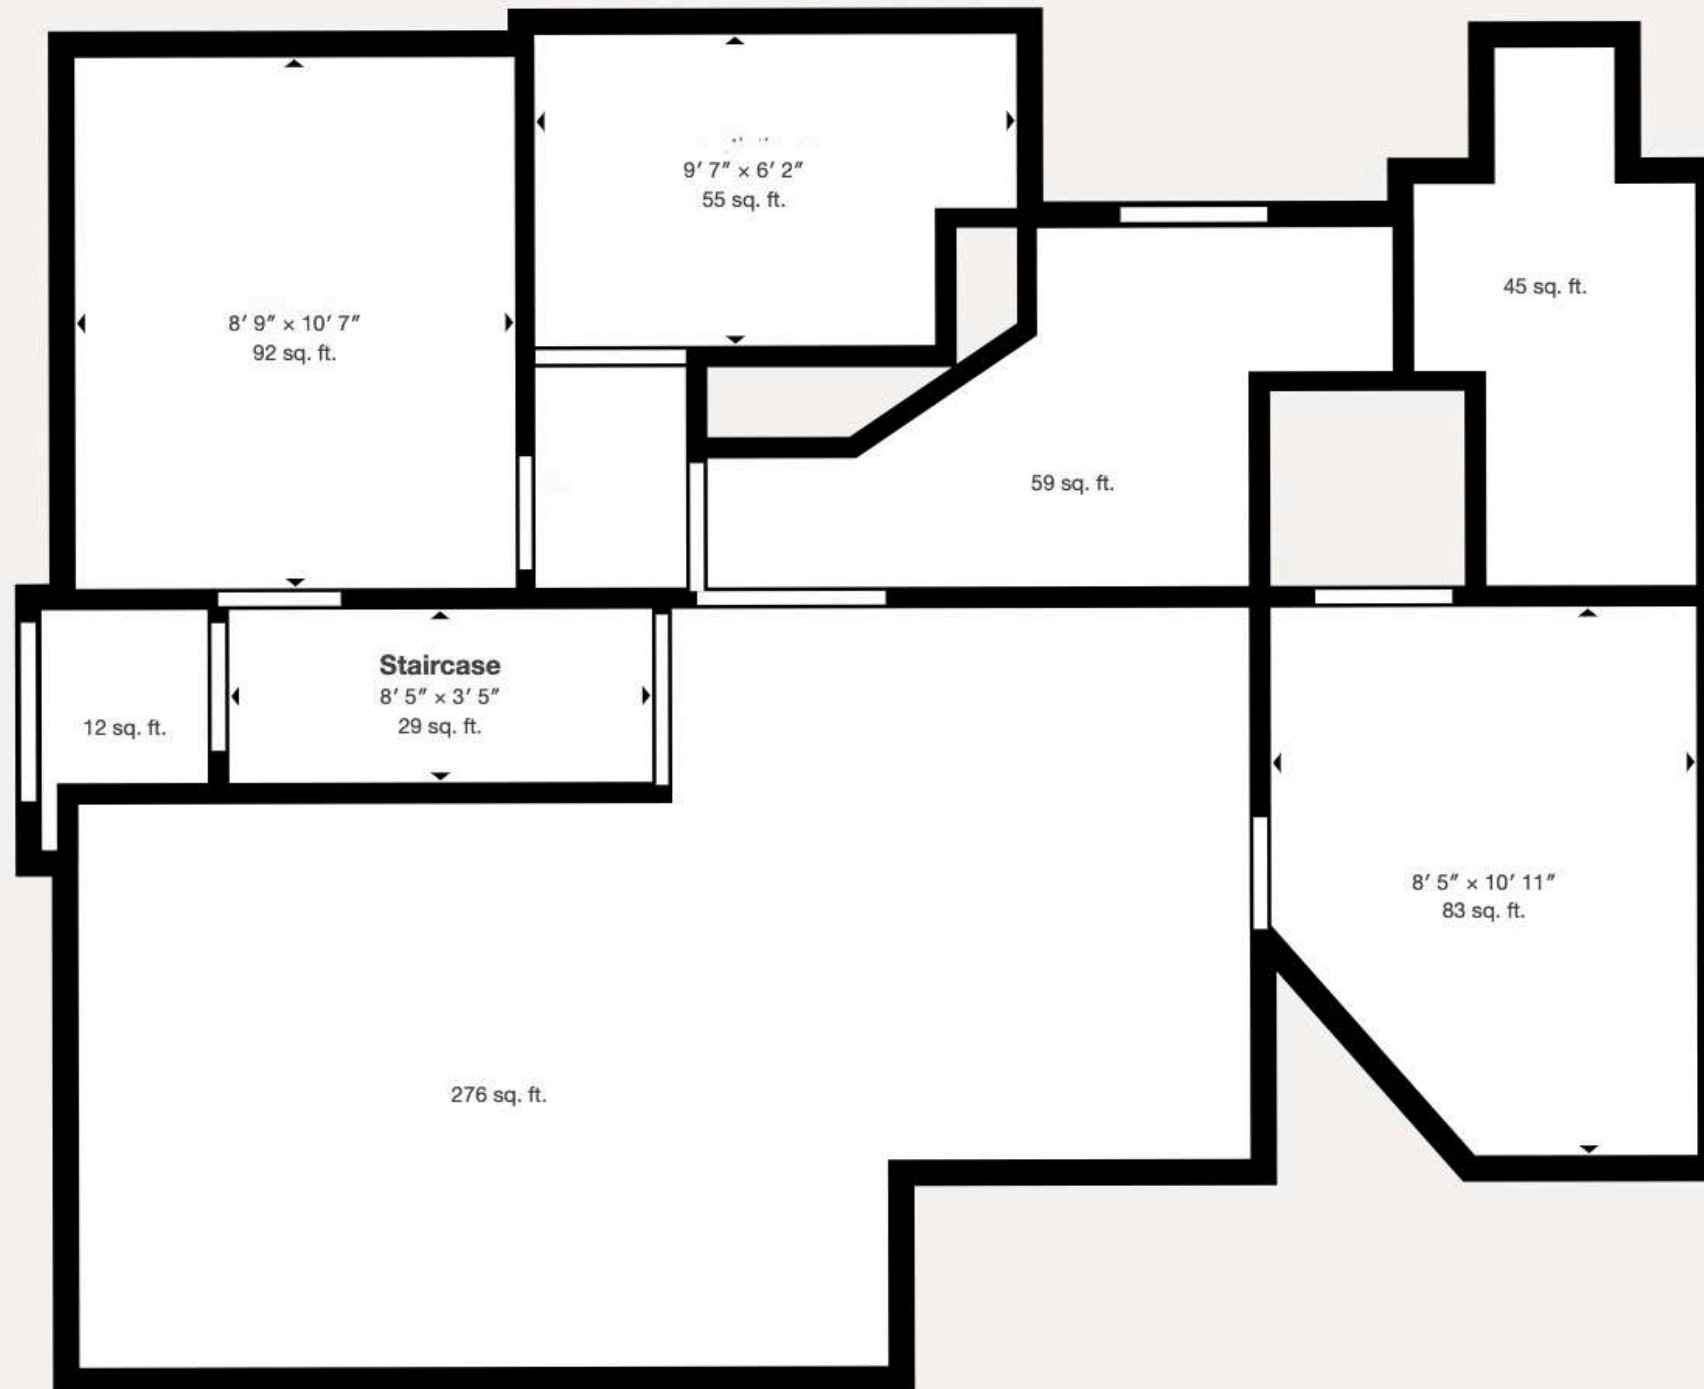 9′ 7″ × 6′ 2″
55 sq. ft.
45 sq. ft.
8′ 9″ × 10′ 7″
92 sq. ft.
59 sq. ft.
Staircase
8′ 5″ × 3′ 5″
29 sq. ft.
12 sq. ft.
8′ 5″ × 10′ 11″
83 sq. ft.
276 sq. ft.